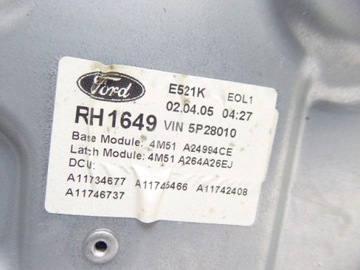 Ford
E521K EOL1
02.04.05 04:27
RH1649 VIN 5P28010
Base Module: 4M51 A24994CE
Latch Module: 4M51 A264A26EJ
DCU:
A11734677 A11745466 A11742408
A11746737